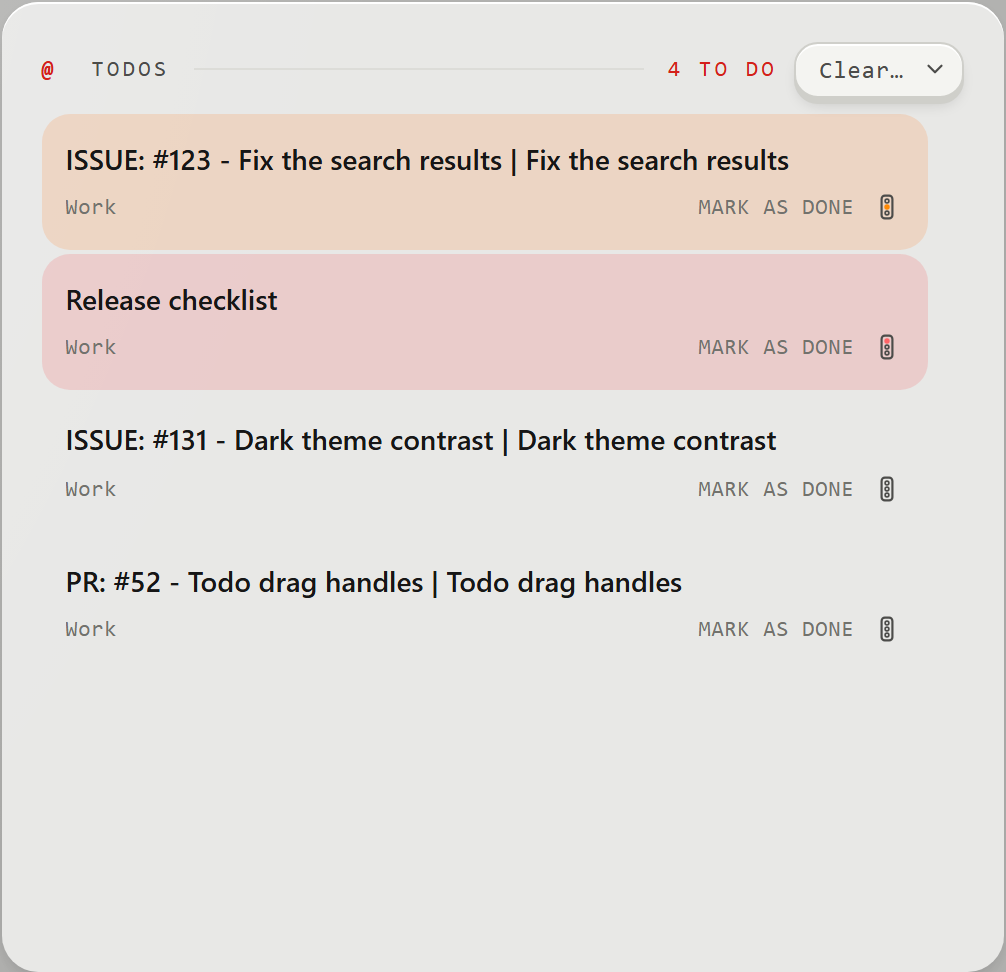 @ TODOS 4 TO DO Clear…
ISSUE: #123 - Fix the search results | Fix the search results
Work MARK AS DONE
Release checklist
Work MARK AS DONE
ISSUE: #131 - Dark theme contrast | Dark theme contrast
Work MARK AS DONE
PR: #52 - Todo drag handles | Todo drag handles
Work MARK AS DONE